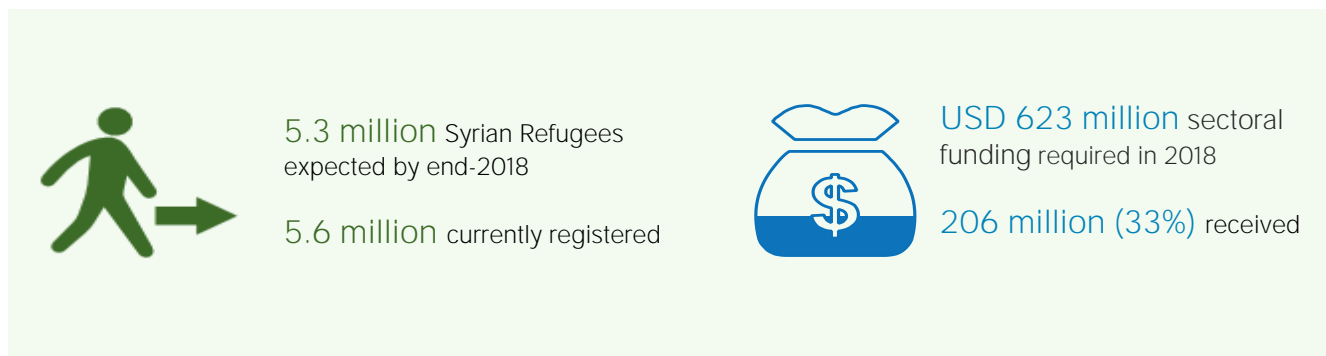 5.3 million Syrian Refugees
expected by end-2018
5.6 million currently registered
$
USD 623 million sectoral
funding required in 2018
206 million (33%) received